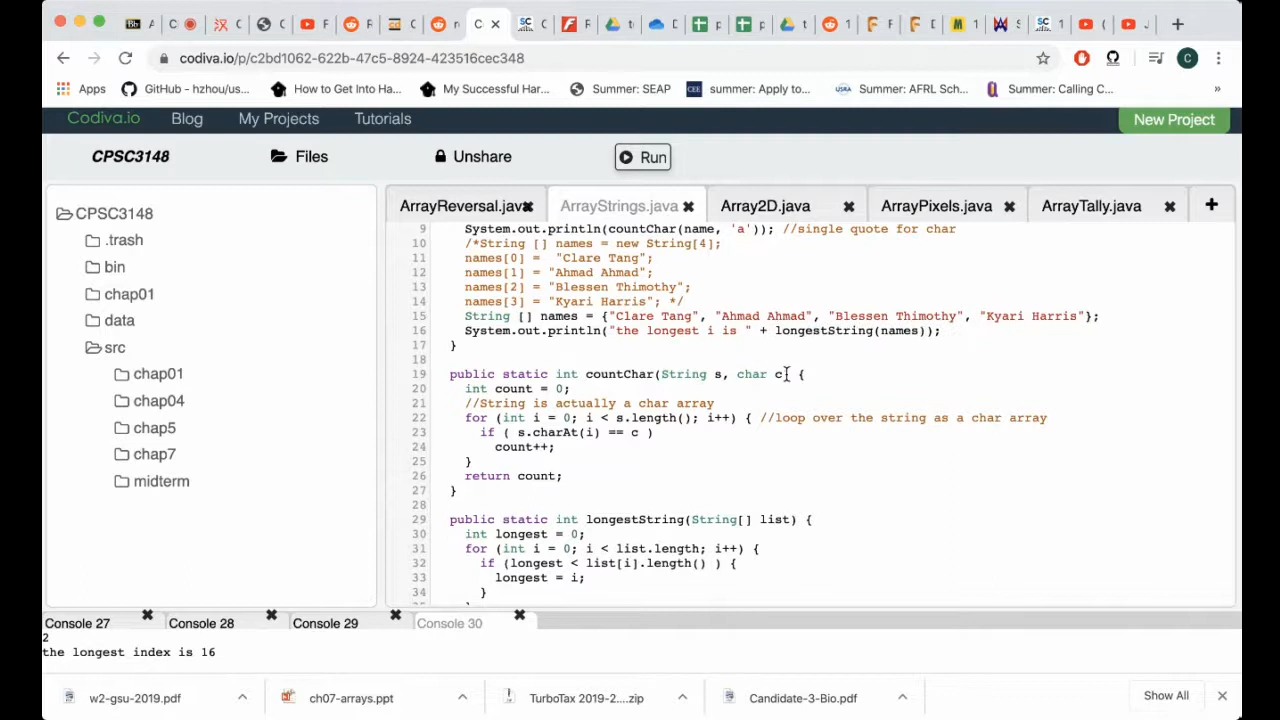 codiva.io/p/c2bd1062-622b-47c5-8924-423516cec348
Apps GitHub - hzhou/us... How to Get Into Ha... My Successful Har... Summer: SEAP summer: Apply to... Summer: AFRL Sch... Summer: Calling C... »
Codiva.io Blog My Projects Tutorials New Project
CPSC3148 Files Unshare Run
ArrayReversal.java ArrayStrings.java Array2D.java ArrayPixels.java ArrayTally.java +
CPSC3148
.trash
bin
chap01
data
src
chap01
chap04
chap5
chap7
midterm
9 System.out.println(countChar(name, 'a')); //single quote for char
10 /*String [] names = new String[4];
11 names[0] = "Clare Tang";
12 names[1] = "Ahmad Ahmad";
13 names[2] = "Blessen Thimothy";
14 names[3] = "Kyari Harris"; */
15 String [] names = {"Clare Tang", "Ahmad Ahmad", "Blessen Thimothy", "Kyari Harris"};
16 System.out.println("the longest i is " + longestString(names));
17 }
18
19 public static int countChar(String s, char c) {
20 int count = 0;
21 //String is actually a char array
22 for (int i = 0; i < s.length(); i++) { //loop over the string as a char array
23 if ( s.charAt(i) == c )
24 count++;
25 }
26 return count;
27 }
28
29 public static int longestString(String[] list) {
30 int longest = 0;
31 for (int i = 0; i < list.length; i++) {
32 if (longest < list[i].length() ) {
33 longest = i;
34 }
Console 27 Console 28 Console 29 Console 30
2
the longest index is 16
w2-gsu-2019.pdf ch07-arrays.ppt TurboTax 2019-2....zip Candidate-3-Bio.pdf Show All